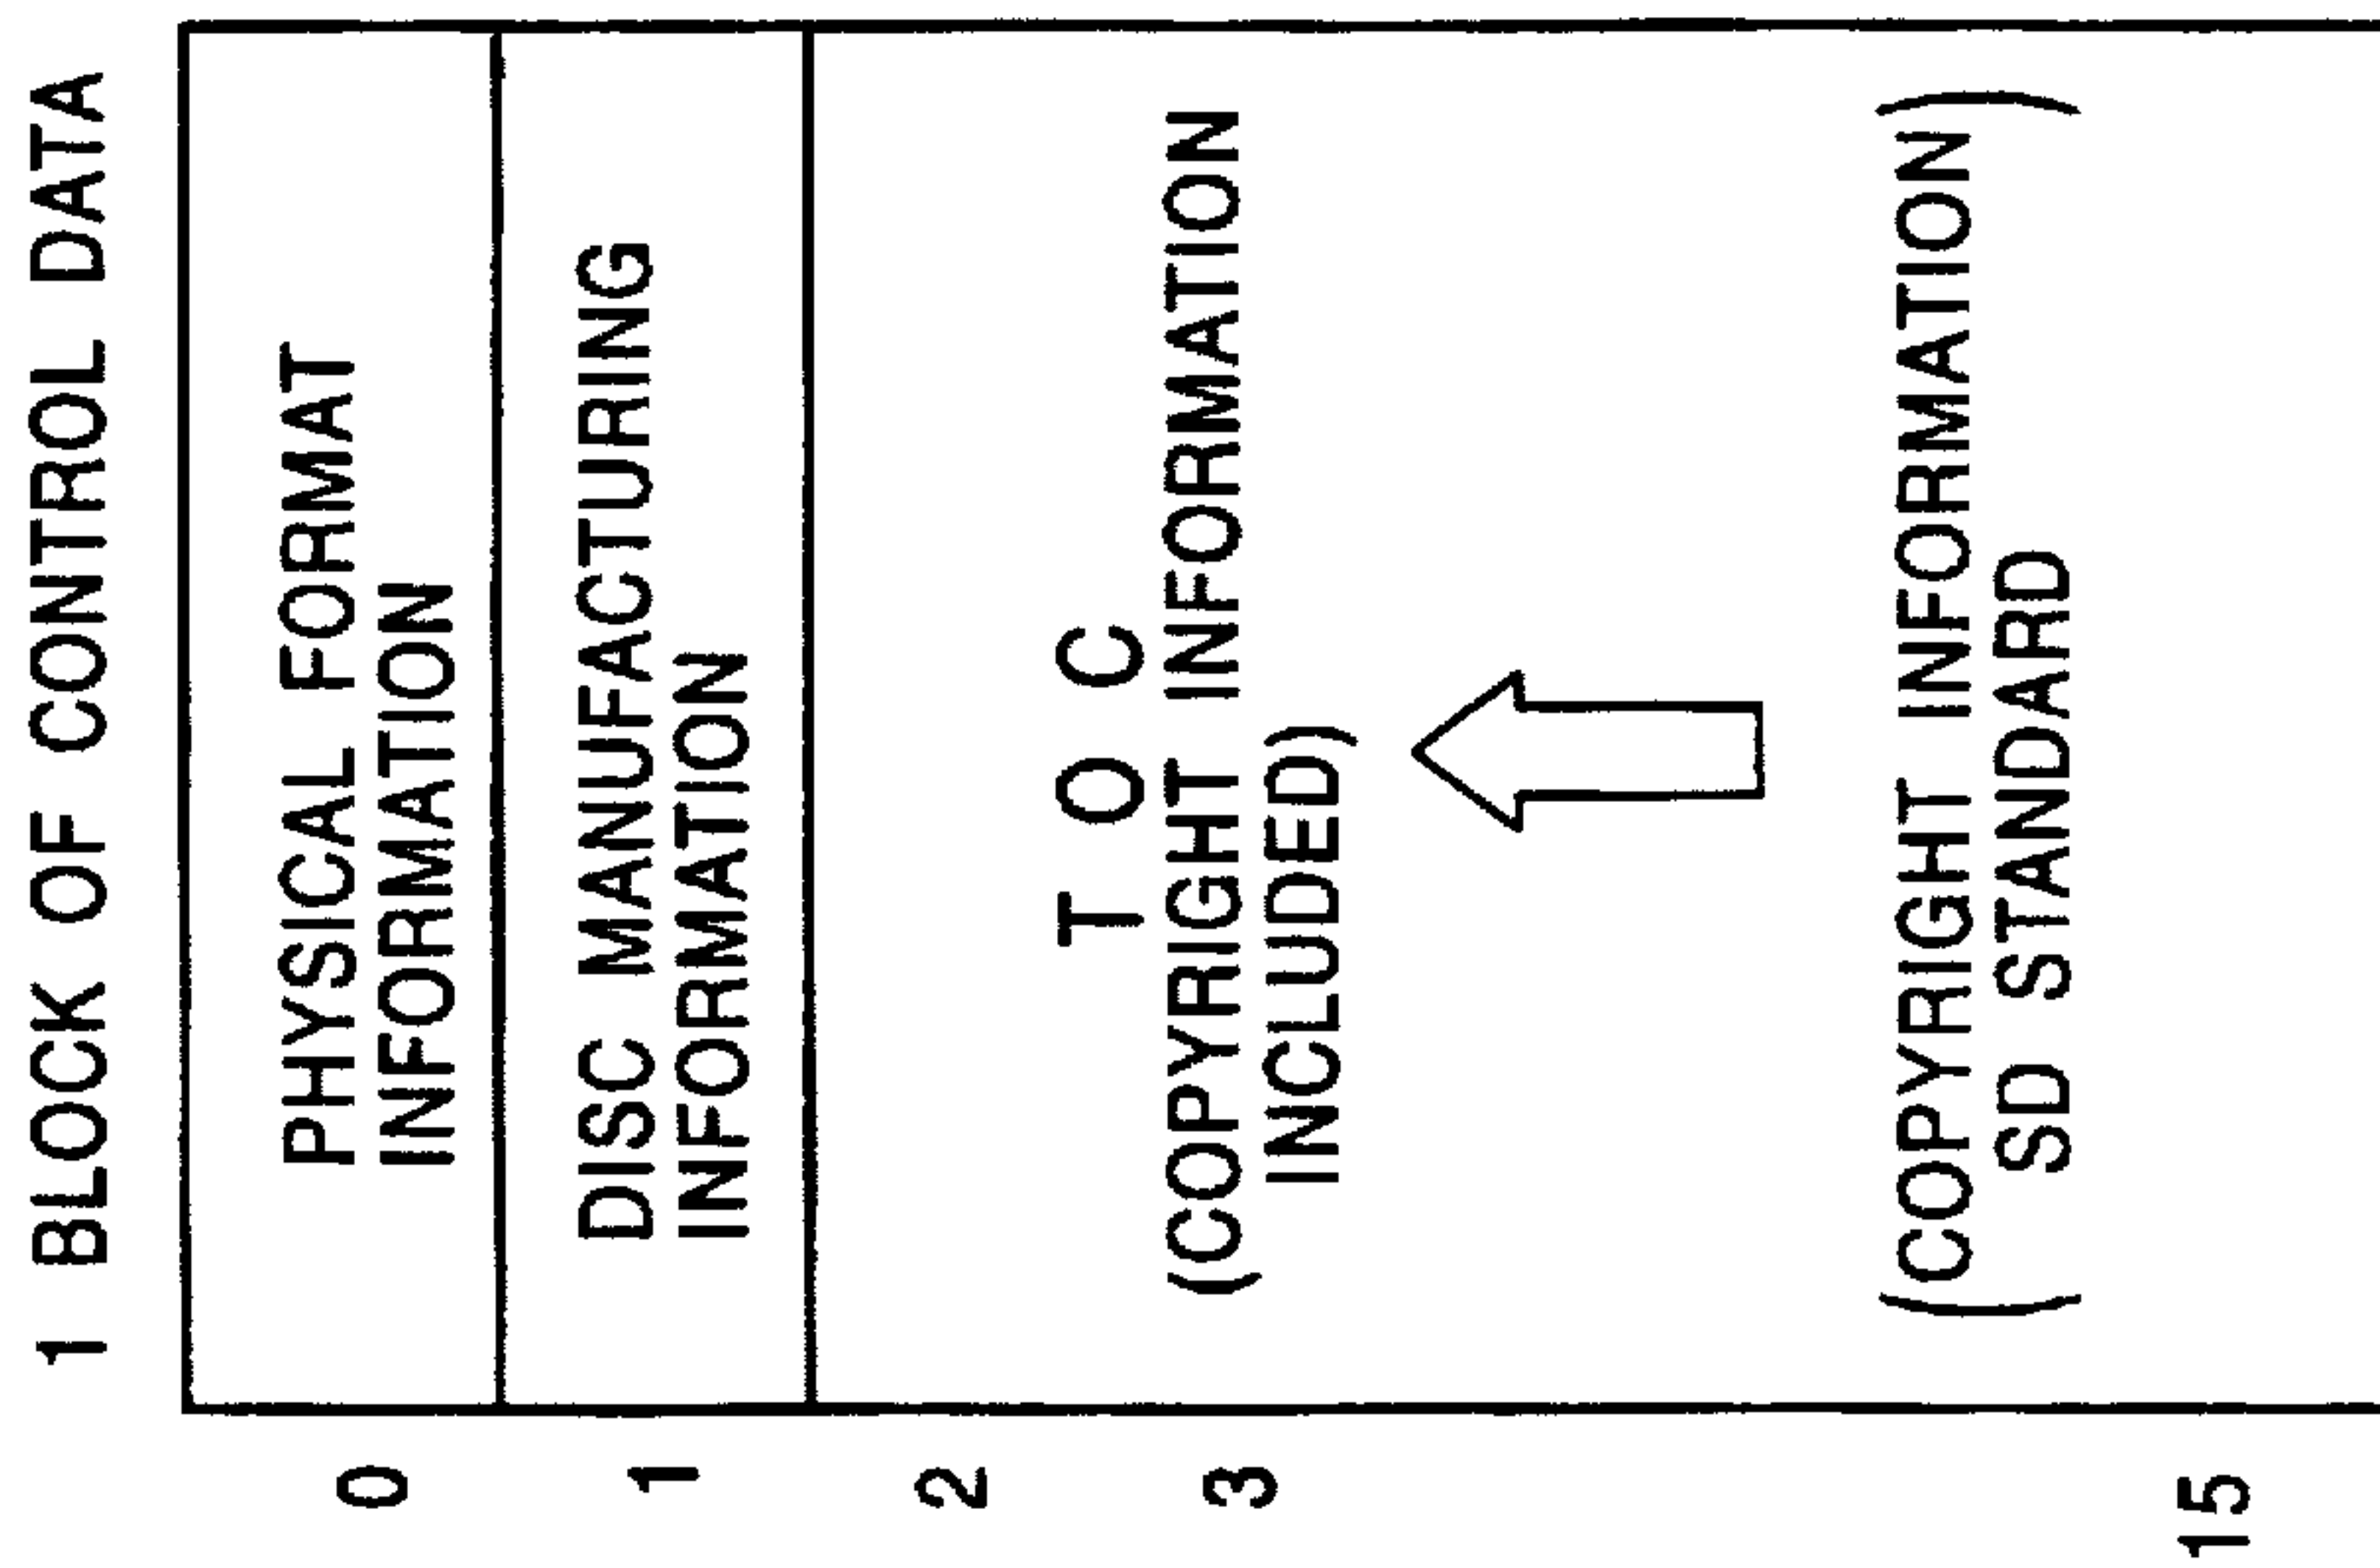 1 BLOCK OF CONTROL DATA
0
PHYSICAL FORMAT
INFORMATION
1
DISC MANUFACTURING
INFORMATION
2
T O C
3
(COPYRIGHT INFORMATION
INCLUDED)
(COPYRIGHT INFORMATION)
SD STANDARD
15